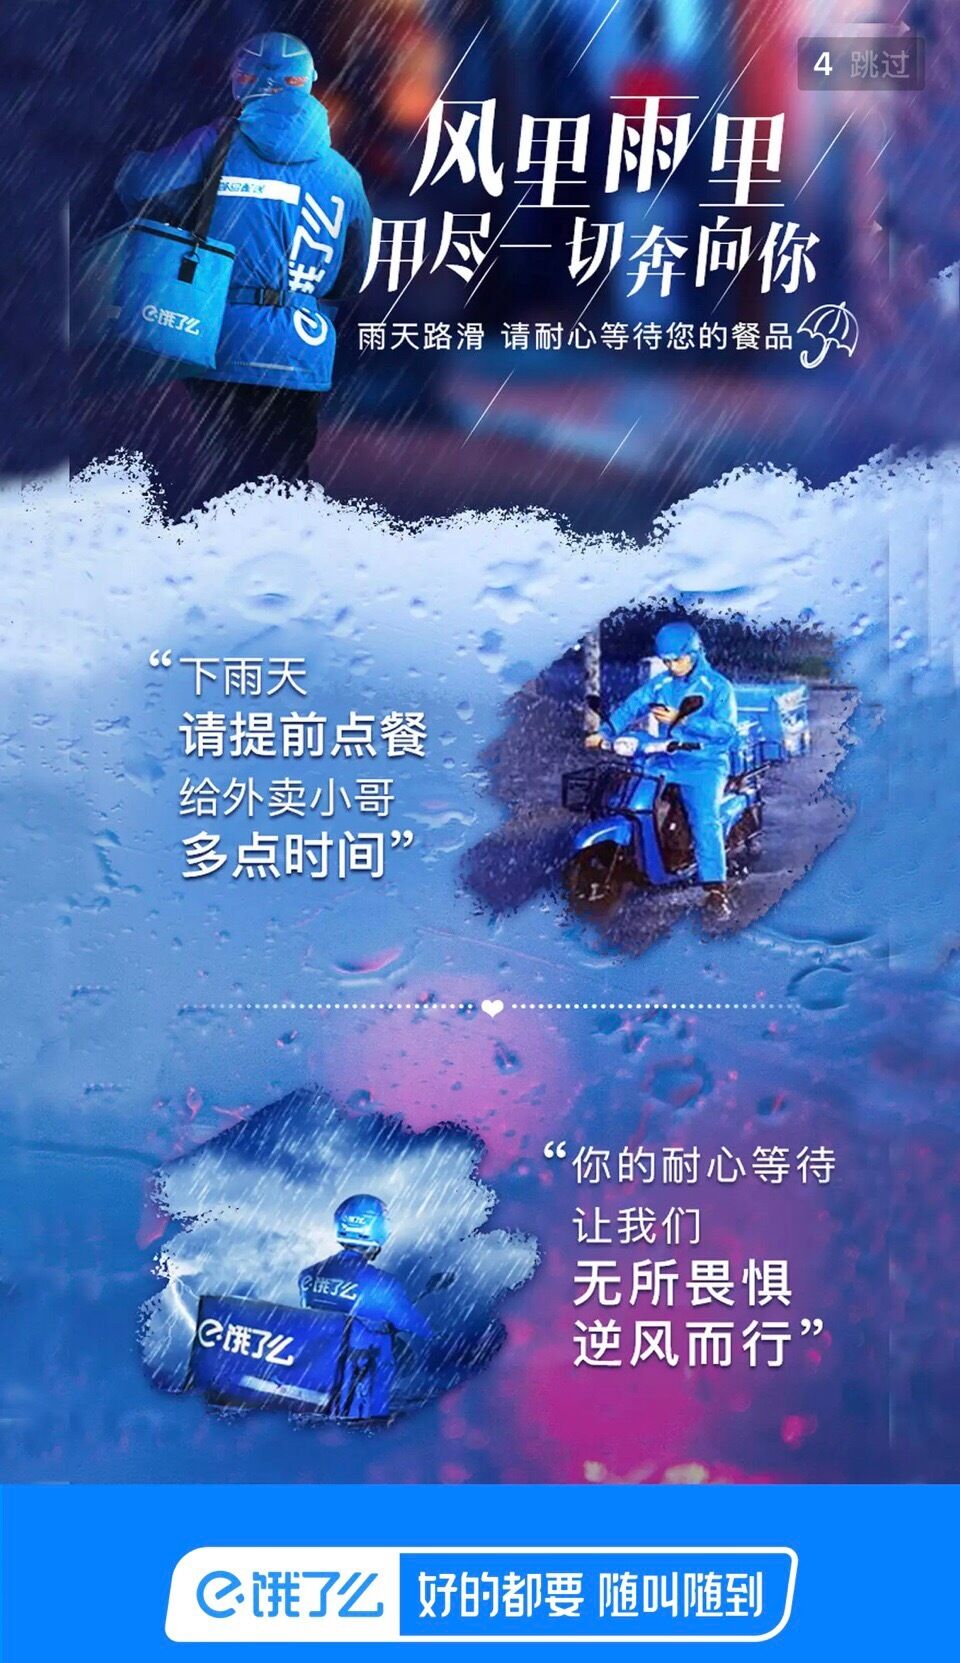 4 跳过
风里雨里
用尽一切奔向你
雨天路滑 请耐心等待您的餐品
饿了么
饿了么
“下雨天
请提前点餐
给外卖小哥
多点时间”
“你的耐心等待
让我们
无所畏惧
逆风而行”
饿了么
饿了么
饿了么
饿了么 好的都要 随叫随到